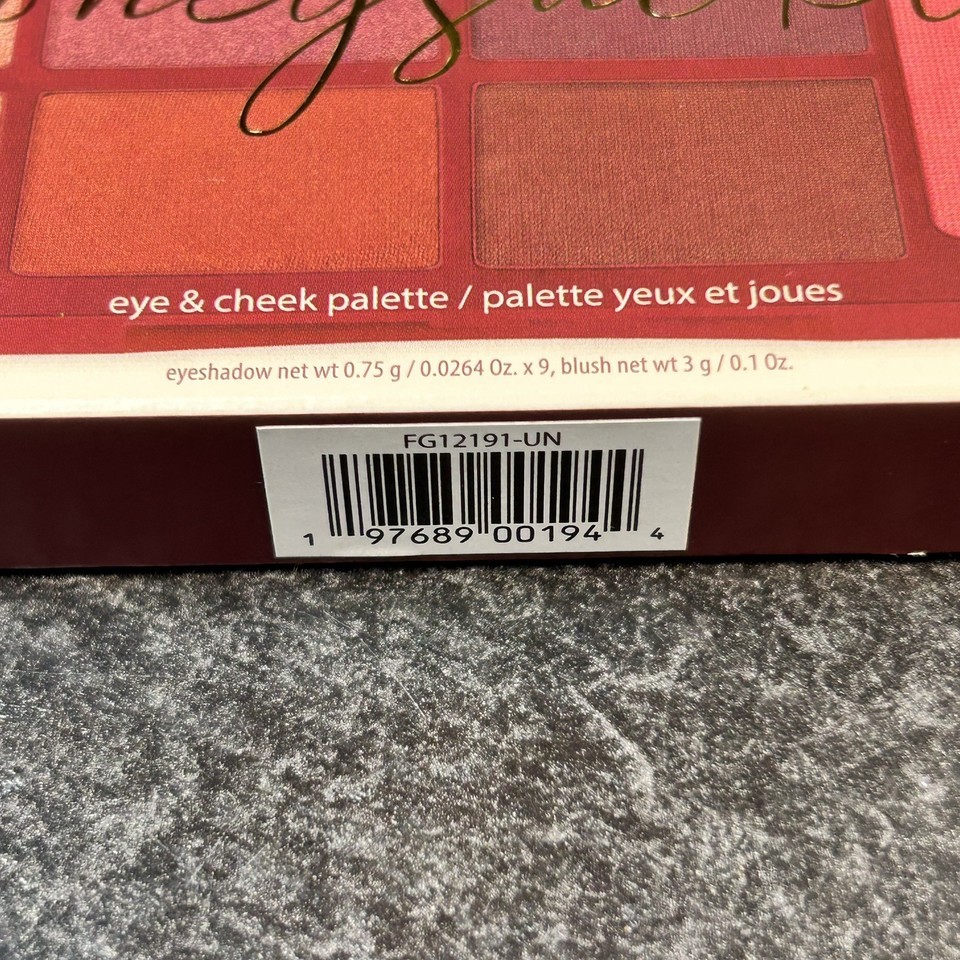 eye & cheek palette / palette yeux et joues
eyeshadow net wt 0.75 g / 0.0264 Oz. x 9, blush net wt 3 g / 0.1 Oz.
FG12191-UN
1 97689 00194 4